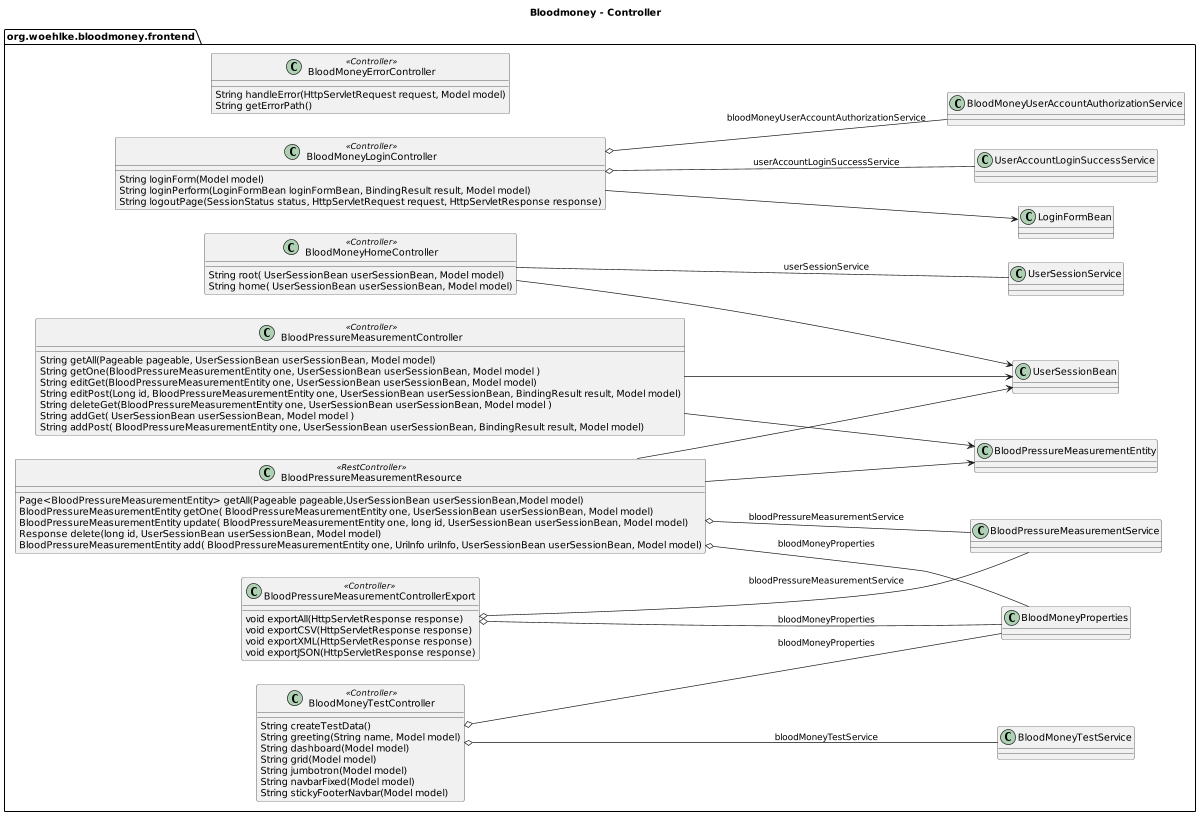 Bloodmoney - Controller
org.woehlke.bloodmoney.frontend
«Controller»
C BloodMoneyErrorController
String handleError(HttpServletRequest request, Model model)
String getErrorPath()
C BloodMoneyUserAccountAuthorizationService
bloodMoneyUserAccountAuthorizationService
«Controller»
C BloodMoneyLoginController
String loginForm(Model model)
String loginPerform(LoginFormBean loginFormBean, BindingResult result, Model model)
String logoutPage(SessionStatus status, HttpServletRequest request, HttpServletResponse response)
userAccountLoginSuccessService
C UserAccountLoginSuccessService
C LoginFormBean
«Controller»
C BloodMoneyHomeController
String root( UserSessionBean userSessionBean, Model model)
String home( UserSessionBean userSessionBean, Model model)
userSessionService
C UserSessionService
«Controller»
C BloodPressureMeasurementController
String getAll(Pageable pageable, UserSessionBean userSessionBean, Model model)
String getOne(BloodPressureMeasurementEntity one, UserSessionBean userSessionBean, Model model )
String editGet(BloodPressureMeasurementEntity one, UserSessionBean userSessionBean, Model model)
String editPost(Long id, BloodPressureMeasurementEntity one, UserSessionBean userSessionBean, BindingResult result, Model model)
String deleteGet(BloodPressureMeasurementEntity one, UserSessionBean userSessionBean, Model model )
String addGet( UserSessionBean userSessionBean, Model model )
String addPost( BloodPressureMeasurementEntity one, UserSessionBean userSessionBean, BindingResult result, Model model)
C UserSessionBean
C BloodPressureMeasurementEntity
«RestController»
C BloodPressureMeasurementResource
Page<BloodPressureMeasurementEntity> getAll(Pageable pageable,UserSessionBean userSessionBean,Model model)
BloodPressureMeasurementEntity getOne( BloodPressureMeasurementEntity one, UserSessionBean userSessionBean, Model model)
BloodPressureMeasurementEntity update( BloodPressureMeasurementEntity one, long id, UserSessionBean userSessionBean, Model model)
Response delete(long id, UserSessionBean userSessionBean, Model model)
BloodPressureMeasurementEntity add( BloodPressureMeasurementEntity one, UriInfo uriInfo, UserSessionBean userSessionBean, Model model)
bloodPressureMeasurementService
C BloodPressureMeasurementService
bloodMoneyProperties
«Controller»
C BloodPressureMeasurementControllerExport
void exportAll(HttpServletResponse response)
void exportCSV(HttpServletResponse response)
void exportXML(HttpServletResponse response)
void exportJSON(HttpServletResponse response)
bloodPressureMeasurementService
bloodMoneyProperties
C BloodMoneyProperties
bloodMoneyProperties
«Controller»
C BloodMoneyTestController
String createTestData()
String greeting(String name, Model model)
String dashboard(Model model)
String grid(Model model)
String jumbotron(Model model)
String navbarFixed(Model model)
String stickyFooterNavbar(Model model)
bloodMoneyTestService
C BloodMoneyTestService